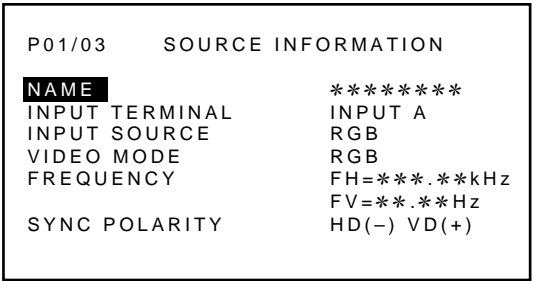 P01/03 SOURCE INFORMATION
NAME ********
INPUT TERMINAL INPUT A
INPUT SOURCE RGB
VIDEO MODE RGB
FREQUENCY FH=***.**kHz
FV=**.**Hz
SYNC POLARITY HD(–) VD(+)